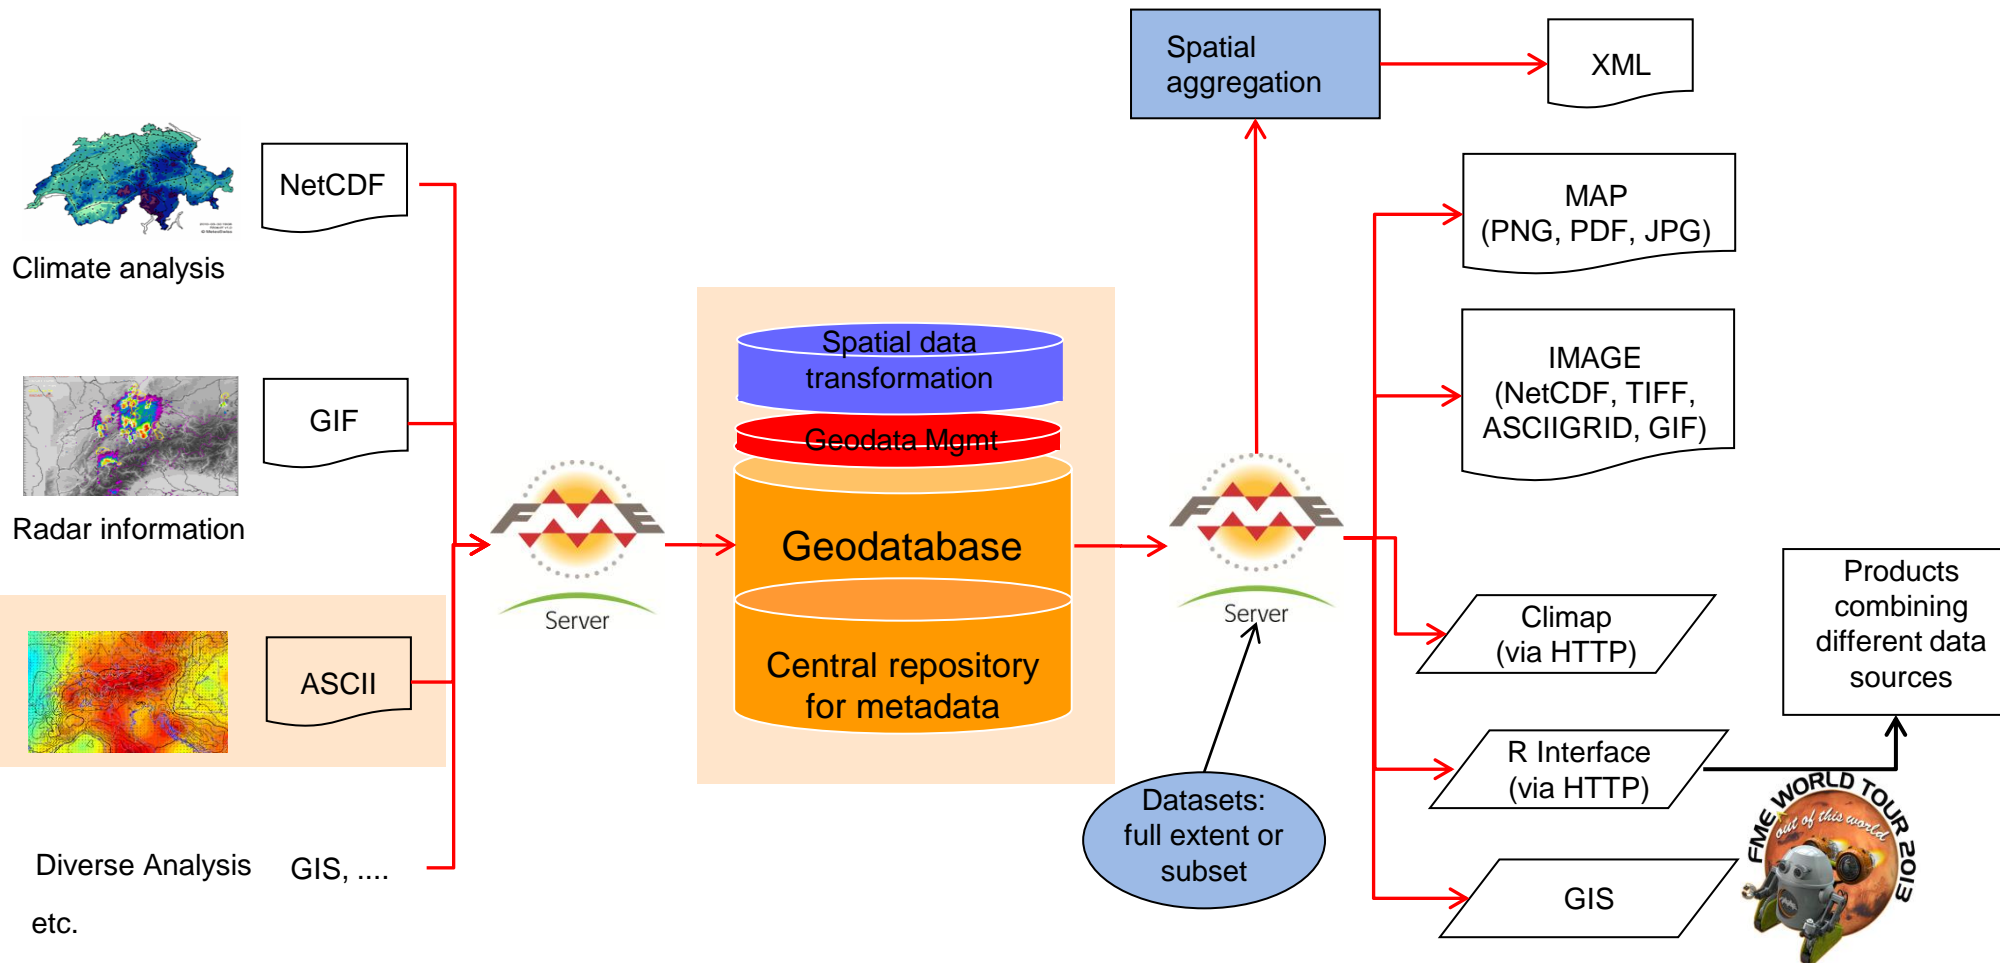 Spatial
aggregation
XML
NetCDF
Climate analysis
MAP
(PNG, PDF, JPG)
Spatial data
transformation
IMAGE
(NetCDF, TIFF,
ASCIIGRID, GIF)
GIF
Geodata Mgmt
Radar information
FME
Server
Geodatabase
FME
Server
Products
combining
different data
sources
Climap
(via HTTP)
ASCII
Central repository
for metadata
R Interface
(via HTTP)
Datasets:
full extent or
subset
FME WORLD TOUR 2013
out of this world
Diverse Analysis
GIS, ....
etc.
GIS